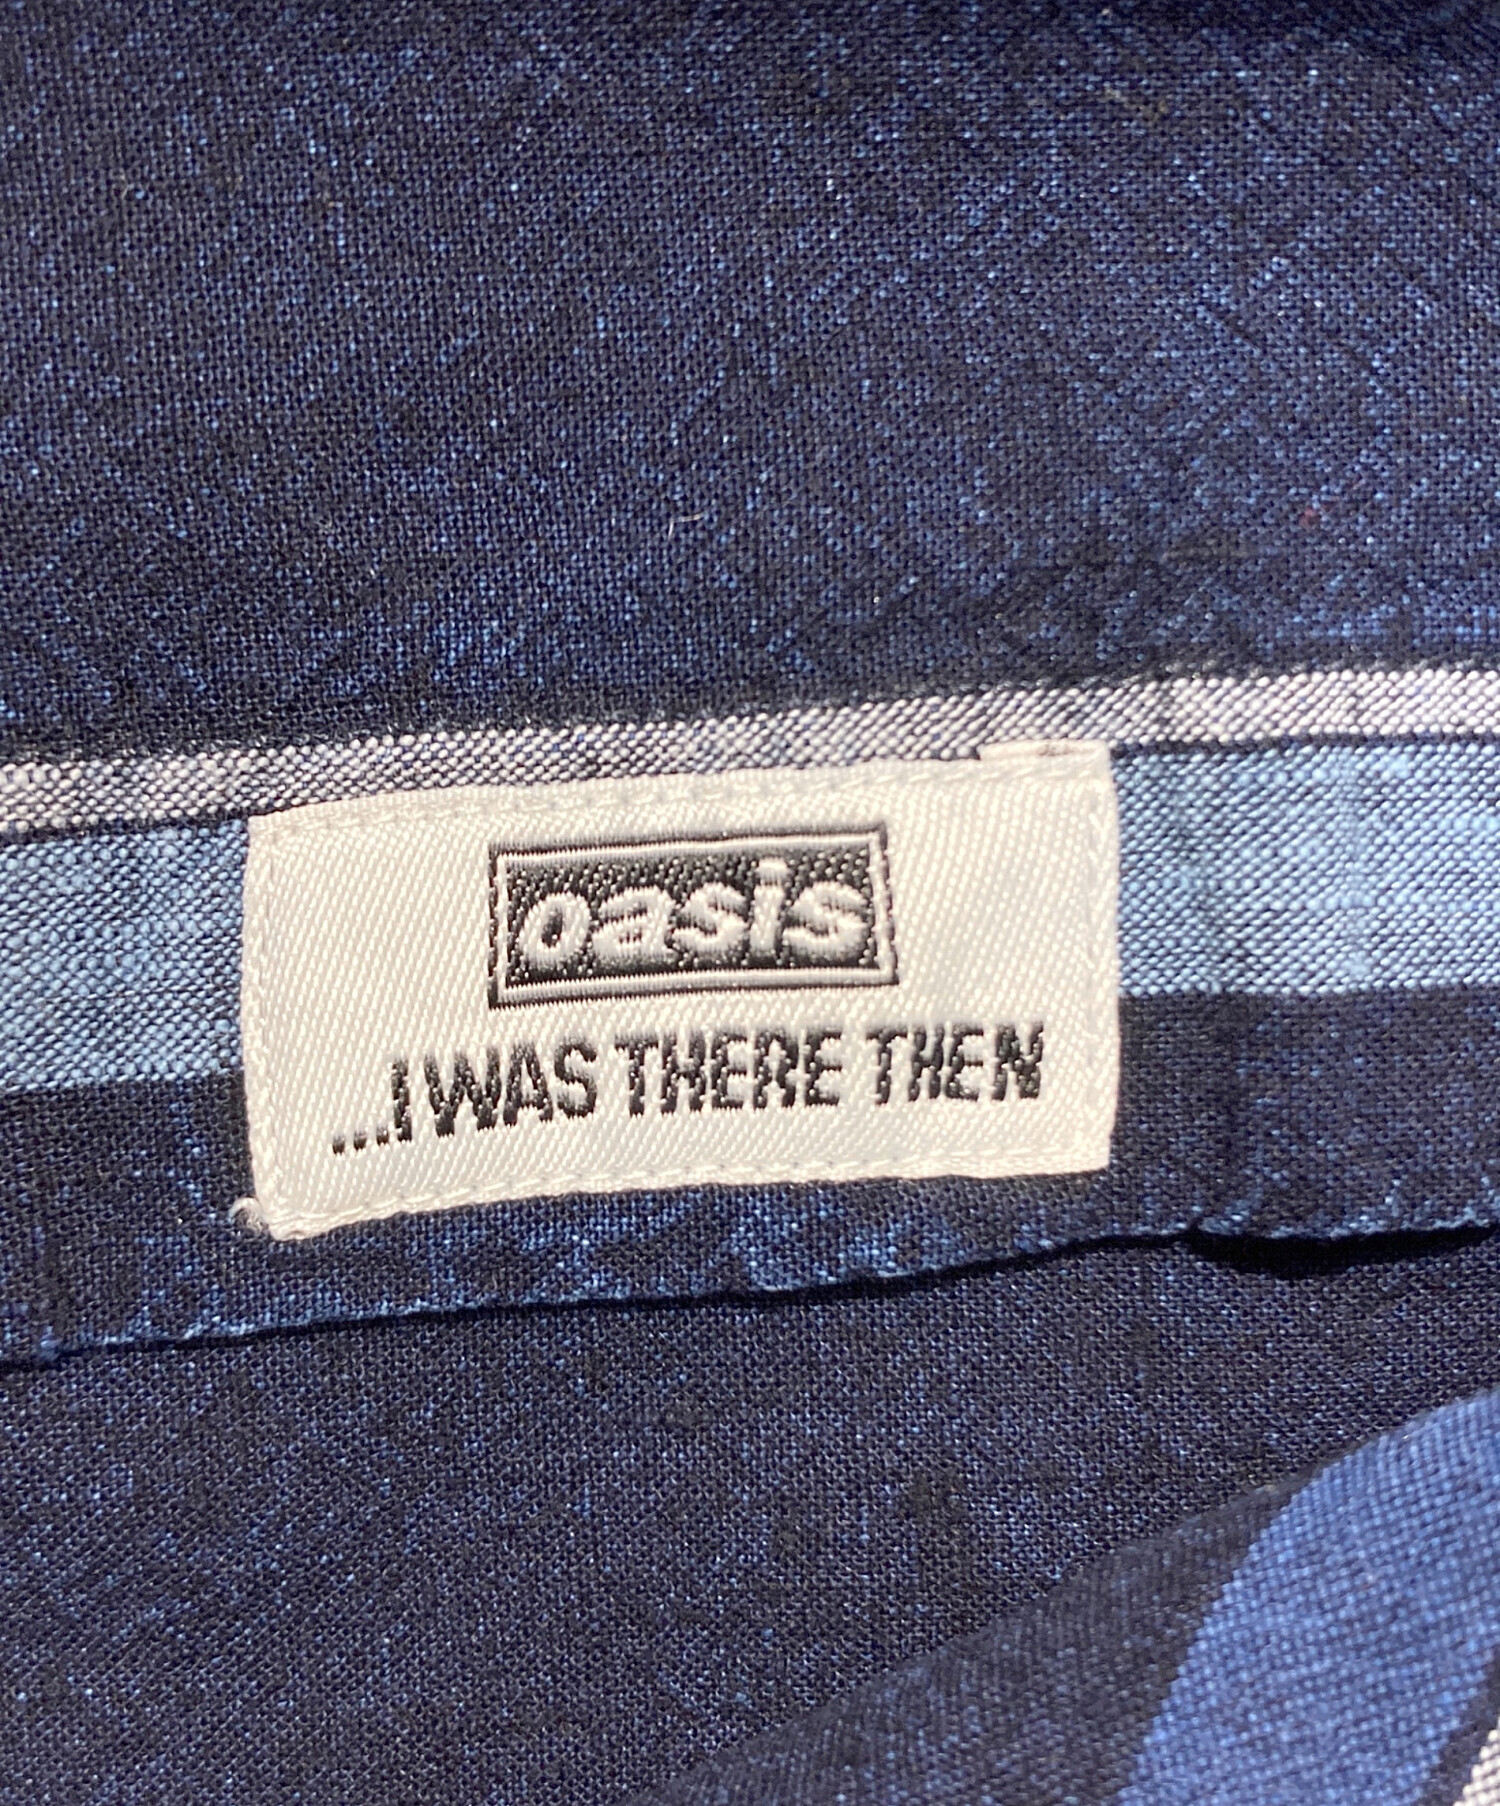 oasis
...I WAS THERE THEN